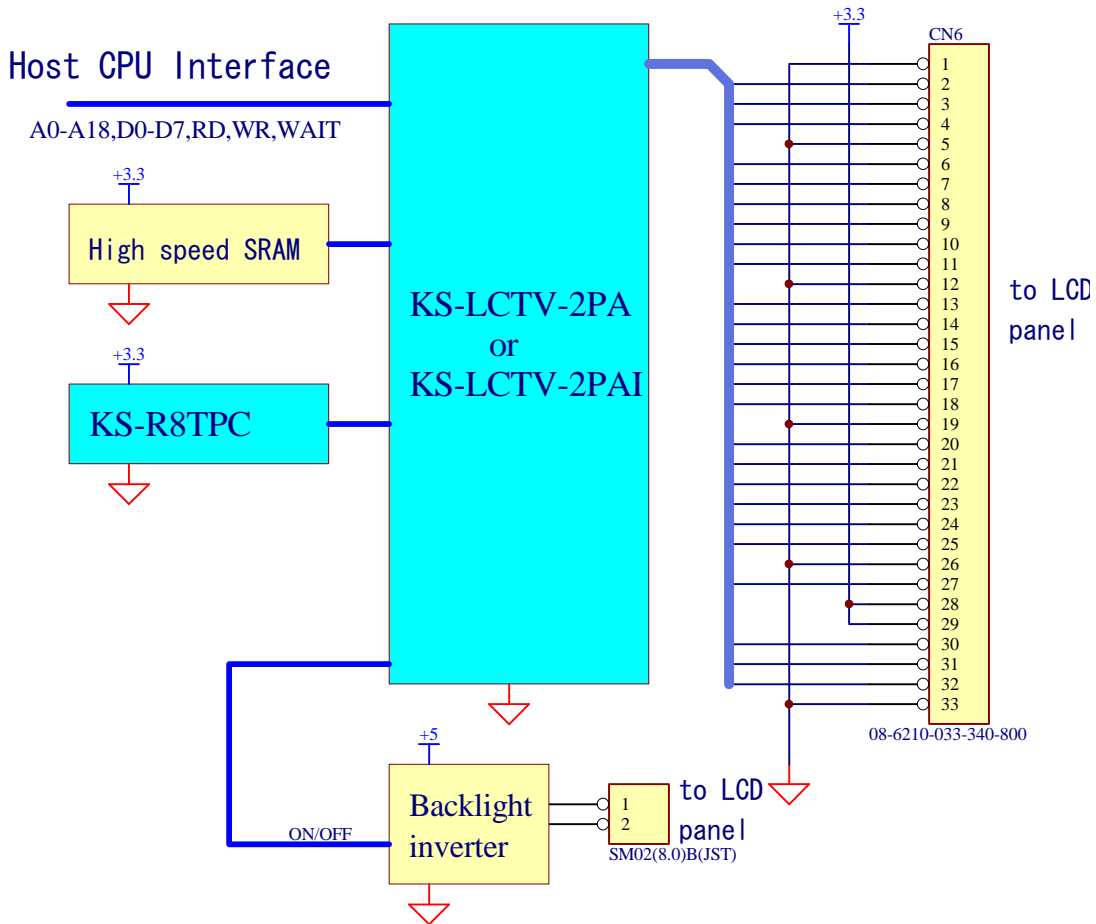 Host CPU Interface
A0-A18,D0-D7,RD,WR,WAIT
+3.3
High speed SRAM
+3.3
KS-R8TPC
KS-LCTV-2PA
or
KS-LCTV-2PAI
+3.3
CN6
1
2
3
4
5
6
7
8
9
10
11
12
13
14
15
16
17
18
19
20
21
22
23
24
25
26
27
28
29
30
31
32
33
08-6210-033-340-800
to LCD
panel
+5
Backlight
inverter
ON/OFF
1
2
SM02(8.0)B(JST)
to LCD
panel